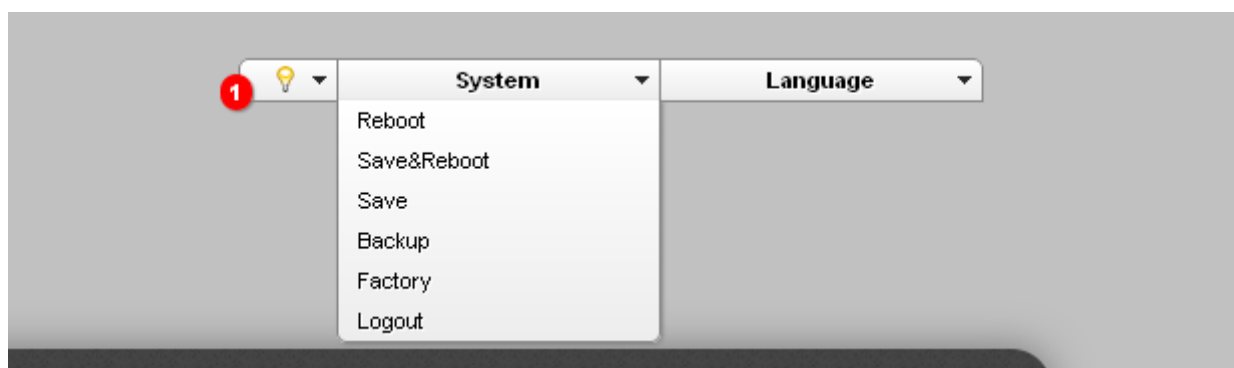 1
System
Language
Reboot
Save&Reboot
Save
Backup
Factory
Logout